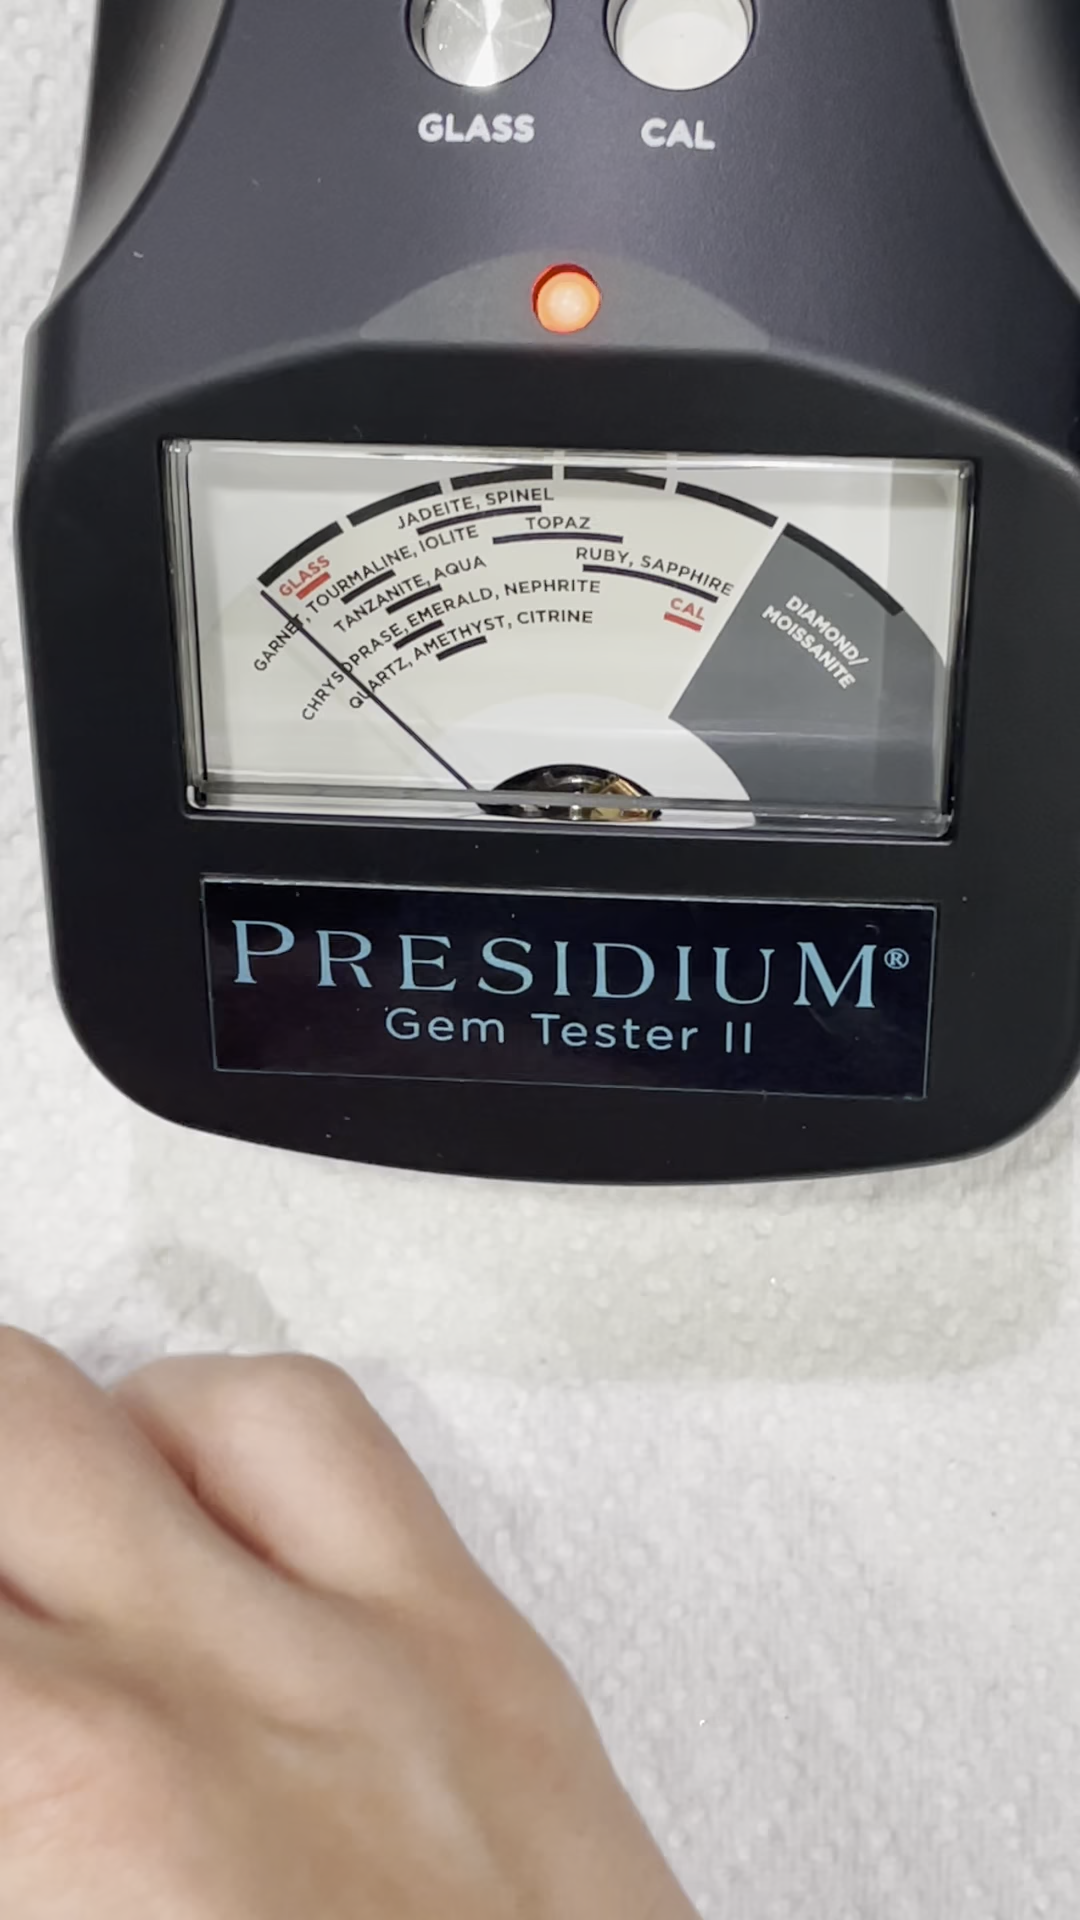 GLASS
CAL
JADEITE, SPINEL
TOPAZ
RUBY, SAPPHIRE
GLASS
GARNET, TOURMALINE, IOLITE
TANZANITE, AQUA
CHRYSOPRASE, EMERALD, NEPHRITE
QUARTZ, AMETHYST, CITRINE
CAL
DIAMOND/
MOISSANITE
PRESIDIUM®
Gem Tester II